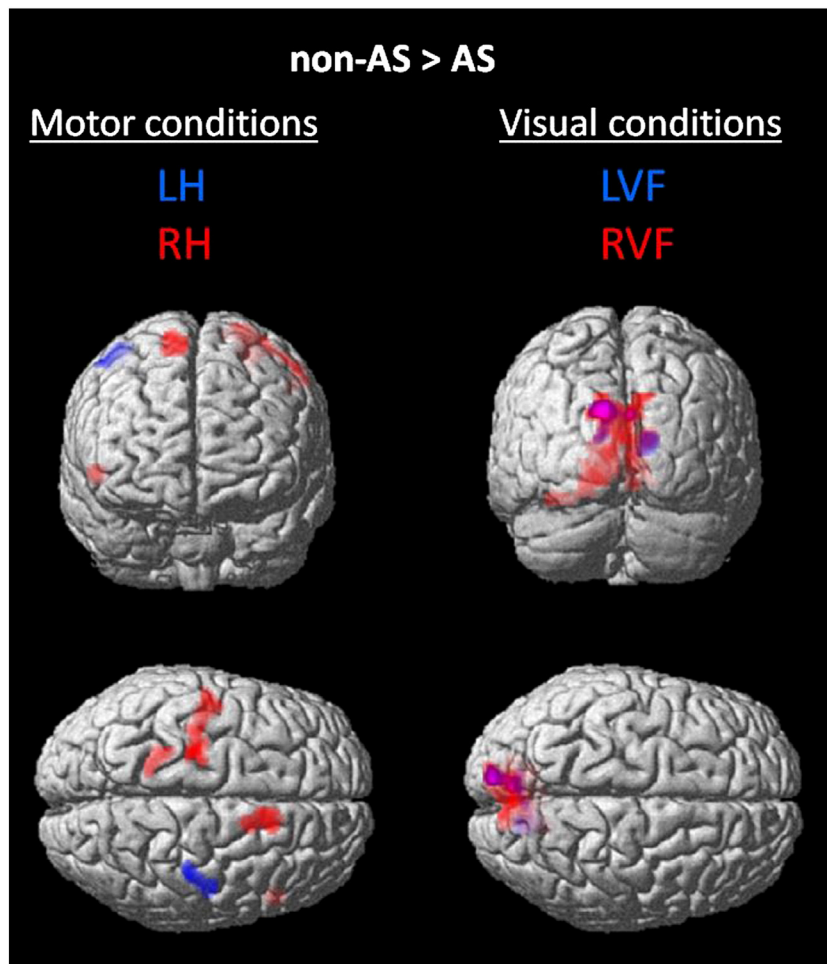 non-AS > AS
Motor conditions
Visual conditions
LH
LVF
RH
RVF